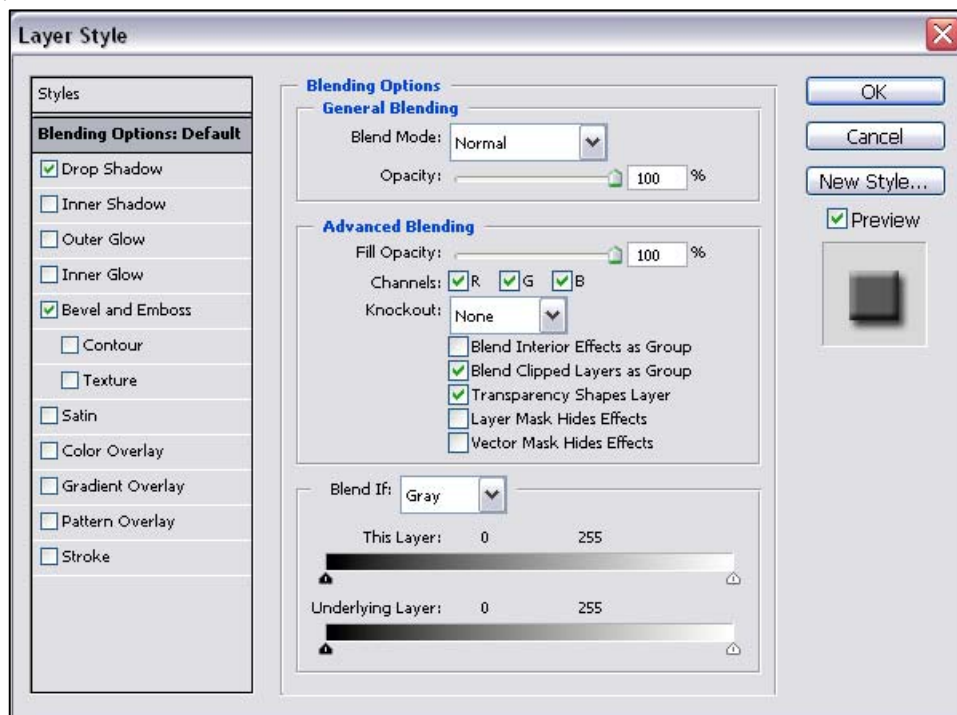 Layer Style
Styles
Blending Options: Default
Drop Shadow
Inner Shadow
Outer Glow
Inner Glow
Bevel and Emboss
Contour
Texture
Satin
Color Overlay
Gradient Overlay
Pattern Overlay
Stroke
Blending Options
General Blending
Blend Mode: Normal
Opacity: 100 %
Advanced Blending
Fill Opacity: 100 %
Channels: R G B
Knockout: None
Blend Interior Effects as Group
Blend Clipped Layers as Group
Transparency Shapes Layer
Layer Mask Hides Effects
Vector Mask Hides Effects
Blend If: Gray
This Layer: 0 255
Underlying Layer: 0 255
OK
Cancel
New Style...
Preview